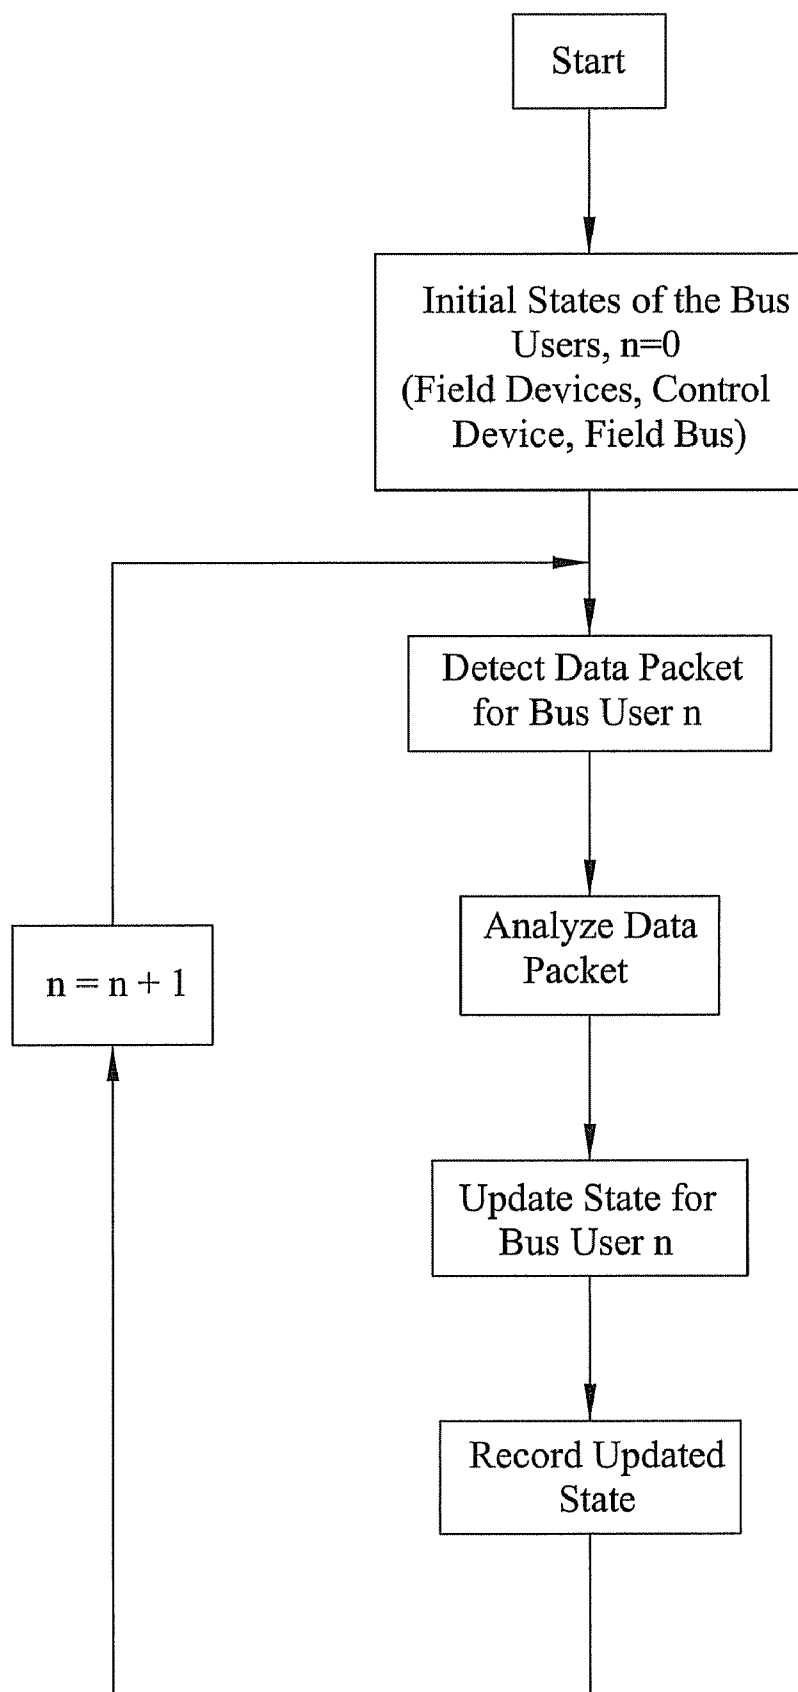 Start
Initial States of the Bus
Users, n=0
(Field Devices, Control
Device, Field Bus)
Detect Data Packet
for Bus User n
Analyze Data
Packet
n = n + 1
Update State for
Bus User n
Record Updated
State